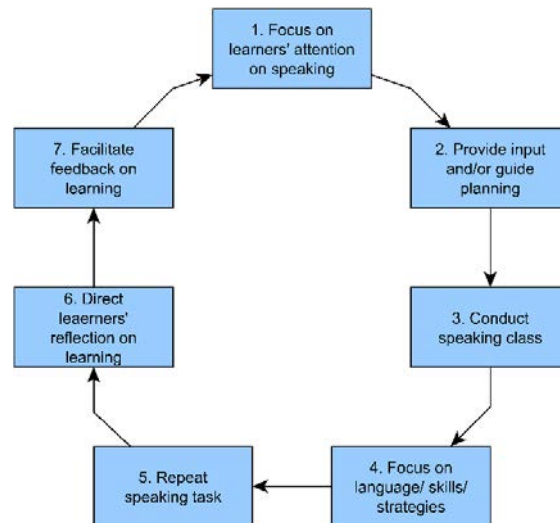 1. Focus on
learners' attention
on speaking
2. Provide input
and/or guide
planning
3. Conduct
speaking class
4. Focus on
language/ skills/
strategies
5. Repeat
speaking task
6. Direct
leaerners'
reflection on
learning
7. Facilitate
feedback on
learning